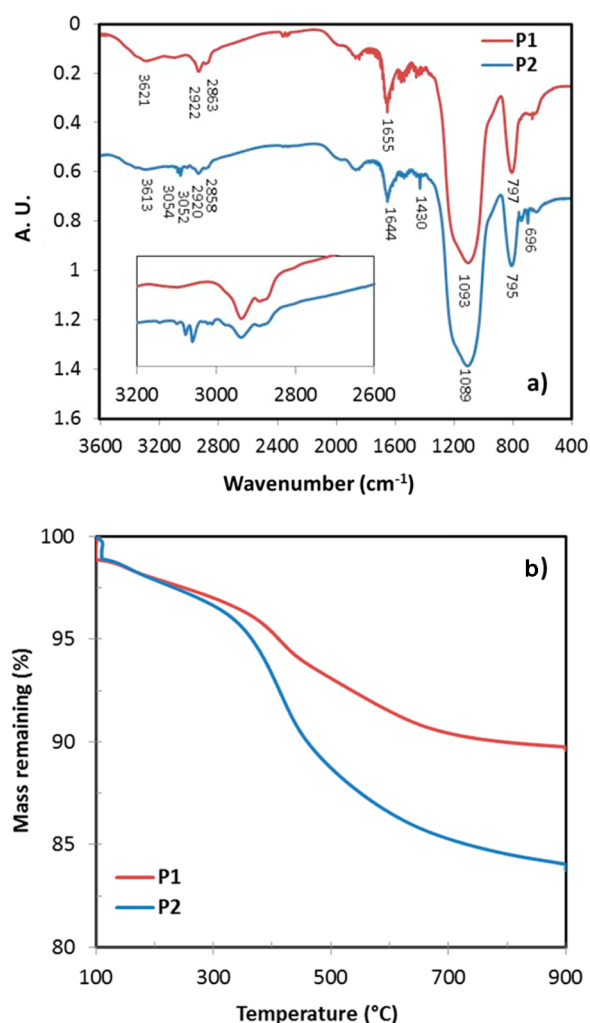 0
0.2
0.4
0.6
0.8
1
1.2
1.4
1.6
A. U.
P1
P2
3621
2922
2863
1655
1093
797
3613
3054
3052
2920
2858
1644
1430
1089
795
696
3200 3000 2800 2600
a)
3600 3200 2800 2400 2000 1600 1200 800 400
Wavenumber (cm-1)
100
95
90
85
80
Mass remaining (%)
b)
P1
P2
100 300 500 700 900
Temperature (°C)